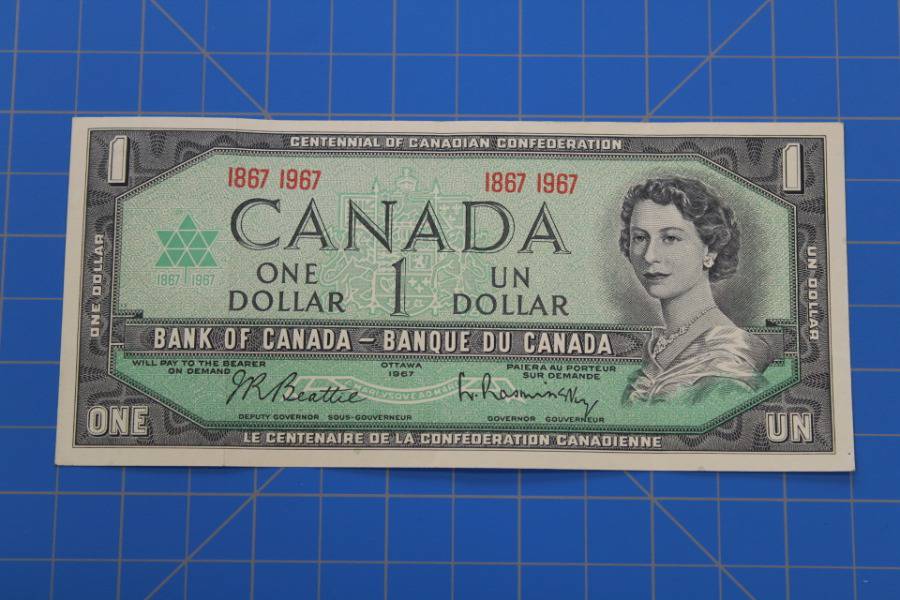 CENTENNIAL OF CANADIAN CONFEDERATION
1
1
1867 1967
1867 1967
CANADA
1867 1967
ONE DOLLAR
ONE
DOLLAR
1
UN
DOLLAR
UN DOLLAR
BANK OF CANADA – BANQUE DU CANADA
WILL PAY TO THE BEARER
ON DEMAND
OTTAWA
1967
PAIERA AU PORTEUR
SUR DEMANDE
JRBeattie
L. Rasminsky
DEPUTY GOVERNOR SOUS-GOUVERNEUR
GOVERNOR GOUVERNEUR
ONE
UN
LE CENTENAIRE DE LA CONFÉDÉRATION CANADIENNE